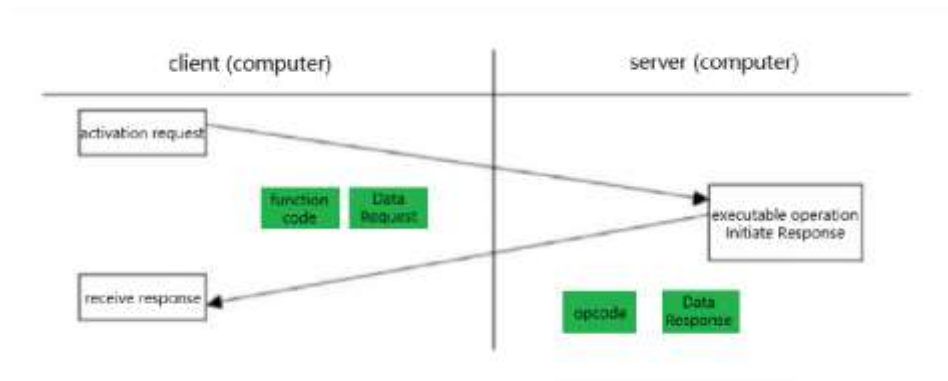 client (computer)
server (computer)
activation request
function
code
Data
Request
executable operation
Initiate Response
receive response
opcode
Data
Response